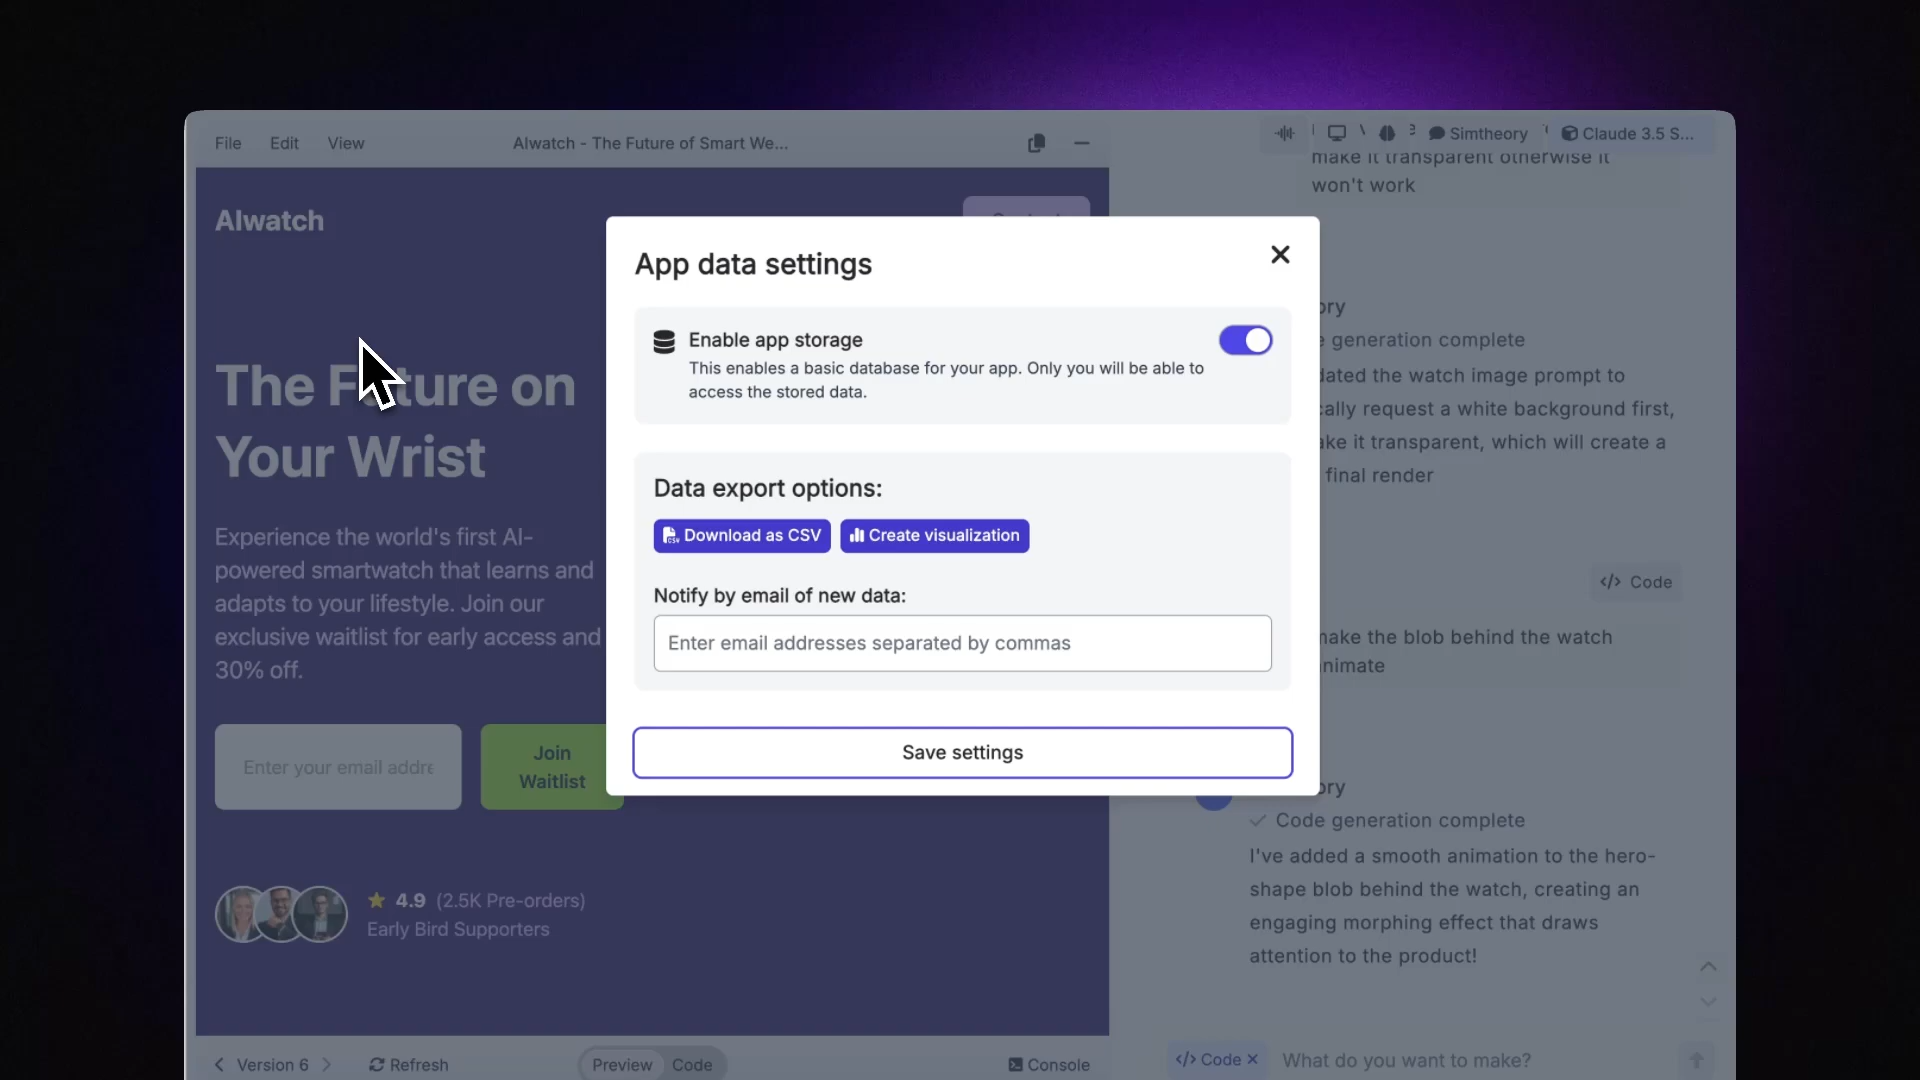 File Edit View
AIwatch - The Future of Smart We...
Simtheory
Claude 3.5 S...
make it transparent otherwise it
won't work
AIwatch
The Future on
Your Wrist
Experience the world's first AI-
powered smartwatch that learns and
adapts to your lifestyle. Join our
exclusive waitlist for early access and
30% off.
Enter your email addre
Join
Waitlist
4.9 (2.5K Pre-orders)
Early Bird Supporters
App data settings
Enable app storage
This enables a basic database for your app. Only you will be able to
access the stored data.
Data export options:
Download as CSV
Create visualization
Notify by email of new data:
Enter email addresses separated by commas
Save settings
ory
generation complete
dated the watch image prompt to
cally request a white background first,
ake it transparent, which will create a
final render
</> Code
make the blob behind the watch
animate
ory
Code generation complete
I've added a smooth animation to the hero-
shape blob behind the watch, creating an
engaging morphing effect that draws
attention to the product!
Version 6
Refresh
Preview Code
Console
</> Code ×
What do you want to make?